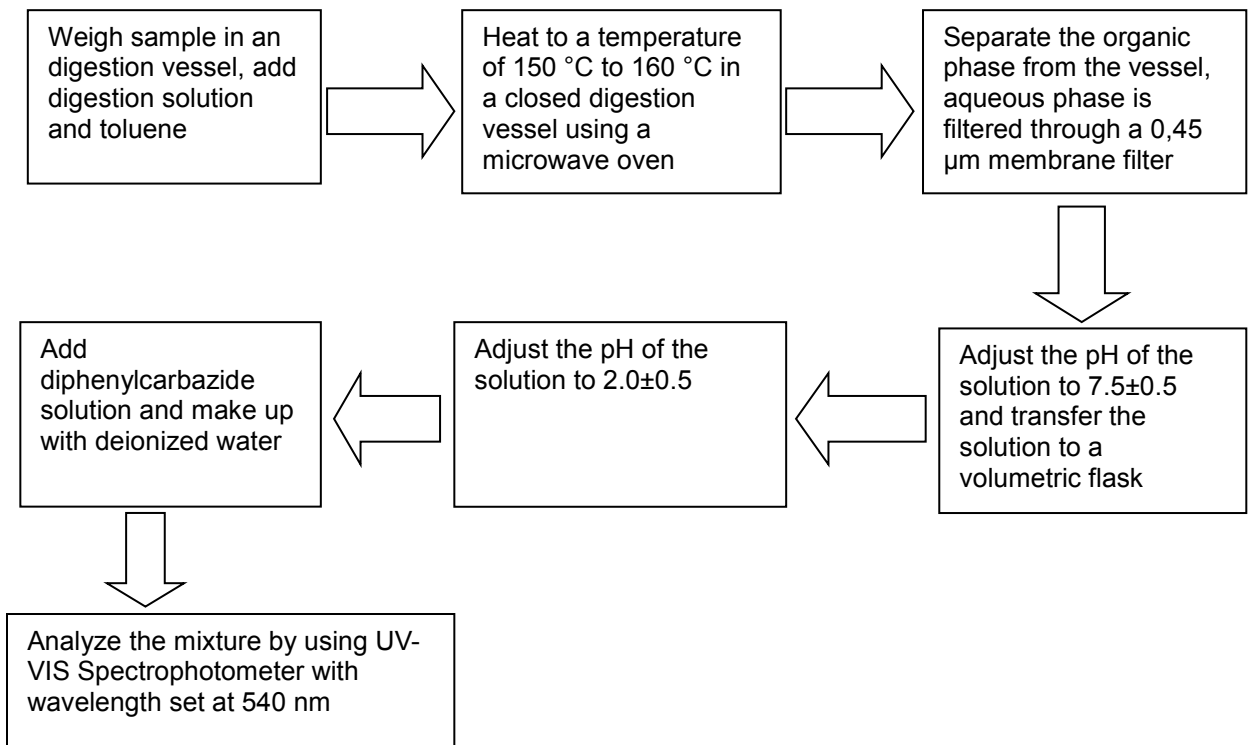 Weigh sample in an
digestion vessel, add
digestion solution
and toluene
Heat to a temperature
of 150 °C to 160 °C in
a closed digestion
vessel using a
microwave oven
Separate the organic
phase from the vessel,
aqueous phase is
filtered through a 0,45
µm membrane filter
Adjust the pH of the
solution to 7.5±0.5
and transfer the
solution to a
volumetric flask
Adjust the pH of the
solution to 2.0±0.5
Add
diphenylcarbazide
solution and make up
with deionized water
Analyze the mixture by using UV-
VIS Spectrophotometer with
wavelength set at 540 nm